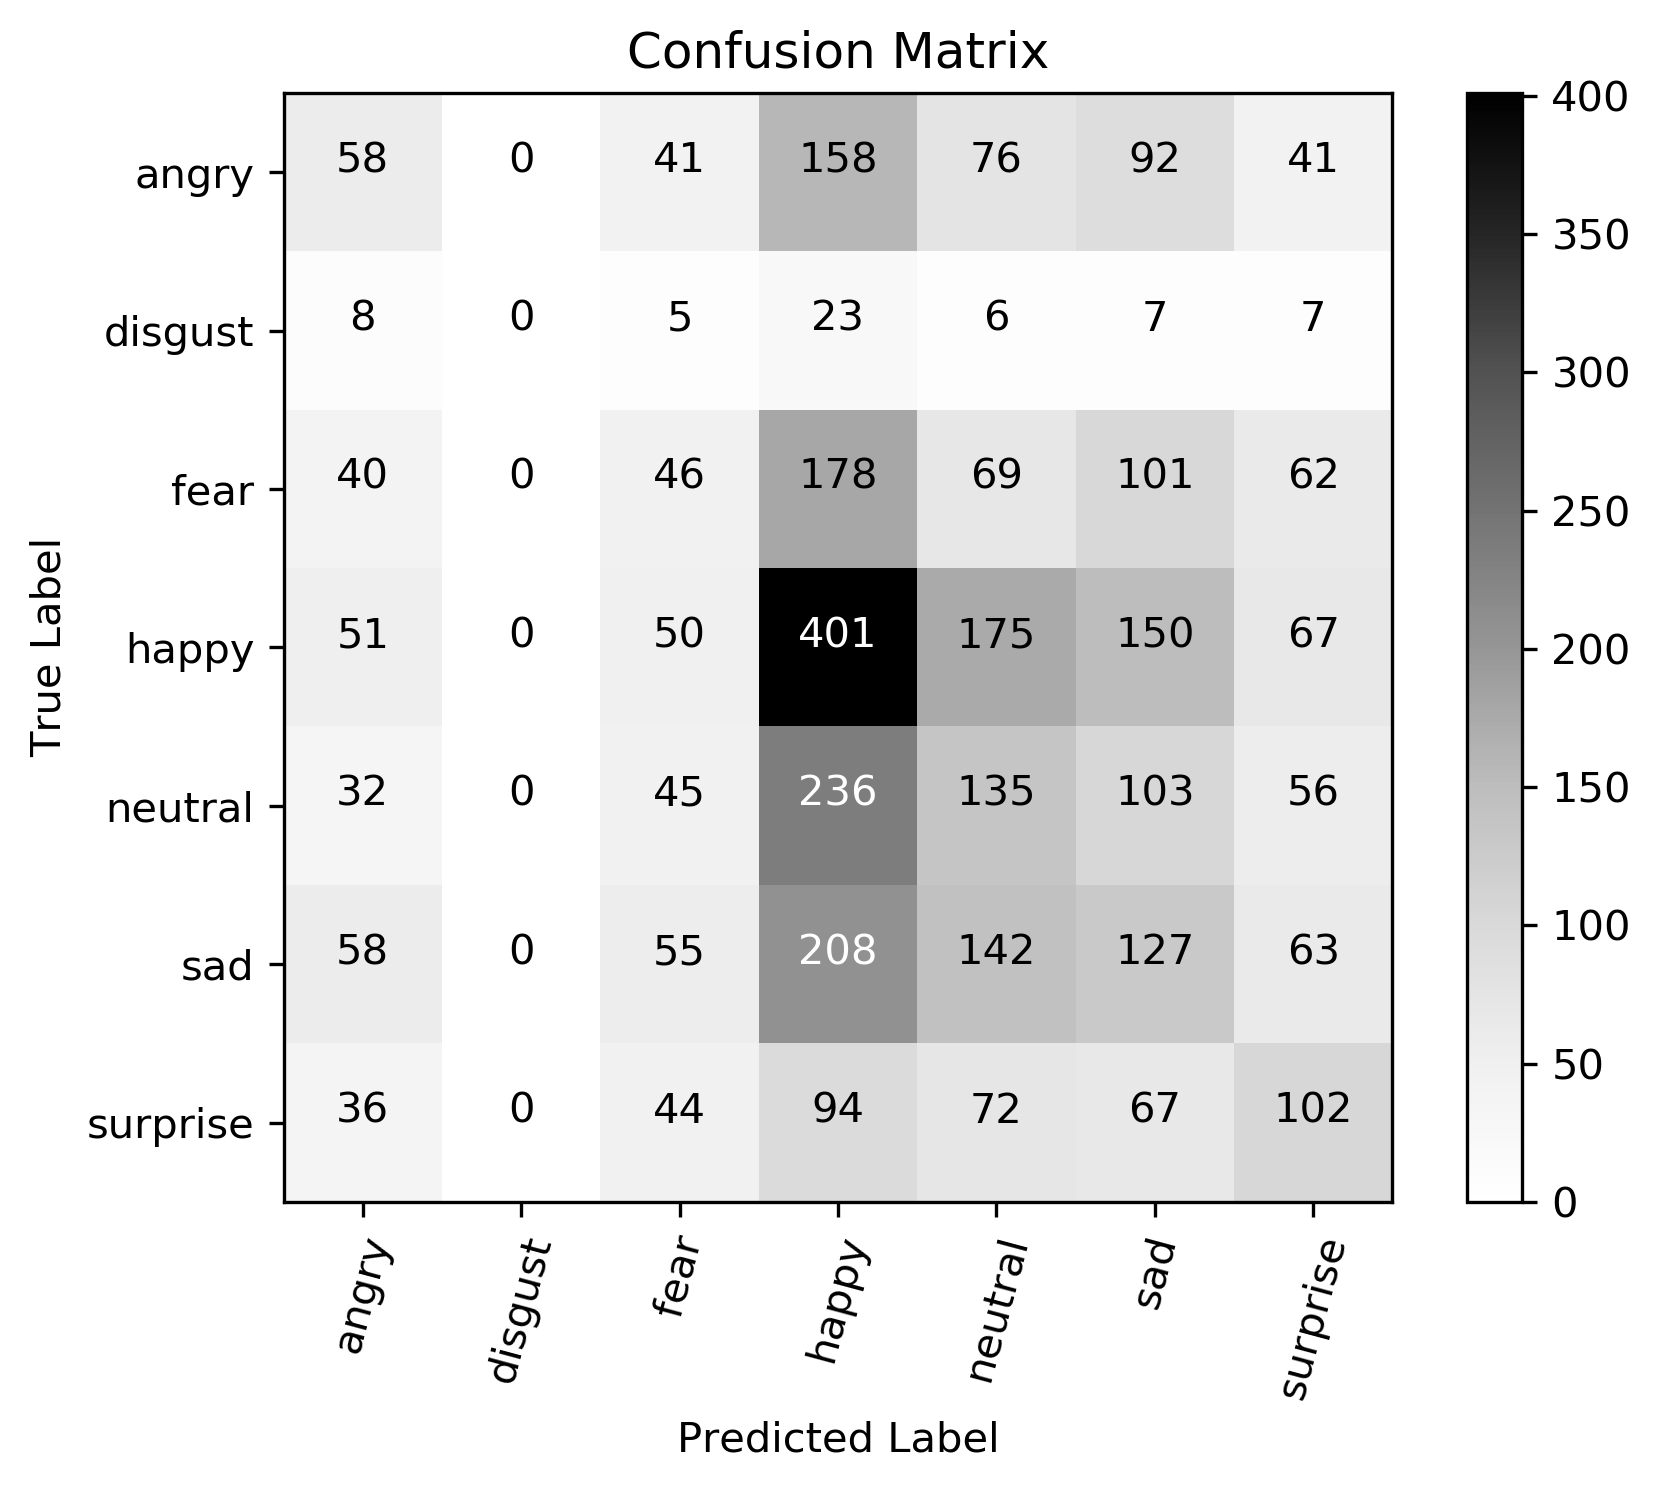 Confusion Matrix
angry 58 0 41 158 76 92 41
disgust 8 0 5 23 6 7 7
fear 40 0 46 178 69 101 62
happy 51 0 50 401 175 150 67
neutral 32 0 45 236 135 103 56
sad 58 0 55 208 142 127 63
surprise 36 0 44 94 72 67 102
angry disgust fear happy neutral sad surprise
Predicted Label
True Label
400
350
300
250
200
150
100
50
0